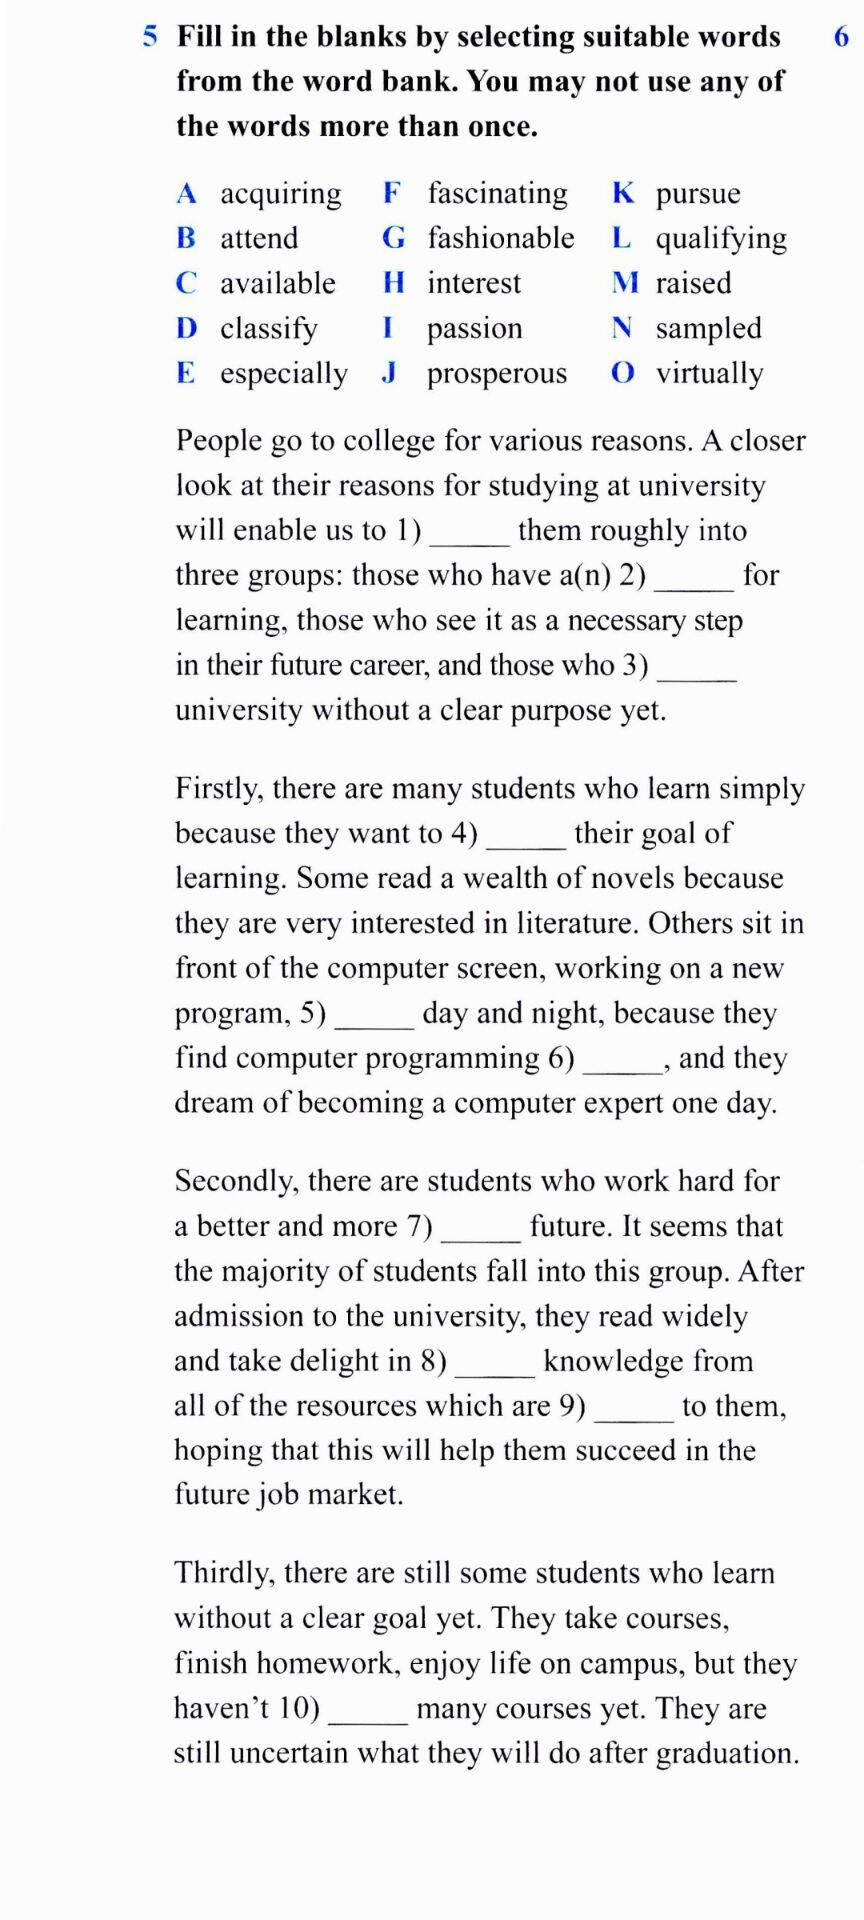 5 Fill in the blanks by selecting suitable words 6
from the word bank. You may not use any of
the words more than once.
A acquiring F fascinating K pursue
B attend G fashionable L qualifying
C available H interest M raised
D classify I passion N sampled
E especially J prosperous O virtually
People go to college for various reasons. A closer
look at their reasons for studying at university
will enable us to 1) _____ them roughly into
three groups: those who have a(n) 2) _____ for
learning, those who see it as a necessary step
in their future career, and those who 3) _____
university without a clear purpose yet.
Firstly, there are many students who learn simply
because they want to 4) _____ their goal of
learning. Some read a wealth of novels because
they are very interested in literature. Others sit in
front of the computer screen, working on a new
program, 5) _____ day and night, because they
find computer programming 6) _____, and they
dream of becoming a computer expert one day.
Secondly, there are students who work hard for
a better and more 7) _____ future. It seems that
the majority of students fall into this group. After
admission to the university, they read widely
and take delight in 8) _____ knowledge from
all of the resources which are 9) _____ to them,
hoping that this will help them succeed in the
future job market.
Thirdly, there are still some students who learn
without a clear goal yet. They take courses,
finish homework, enjoy life on campus, but they
haven't 10) _____ many courses yet. They are
still uncertain what they will do after graduation.